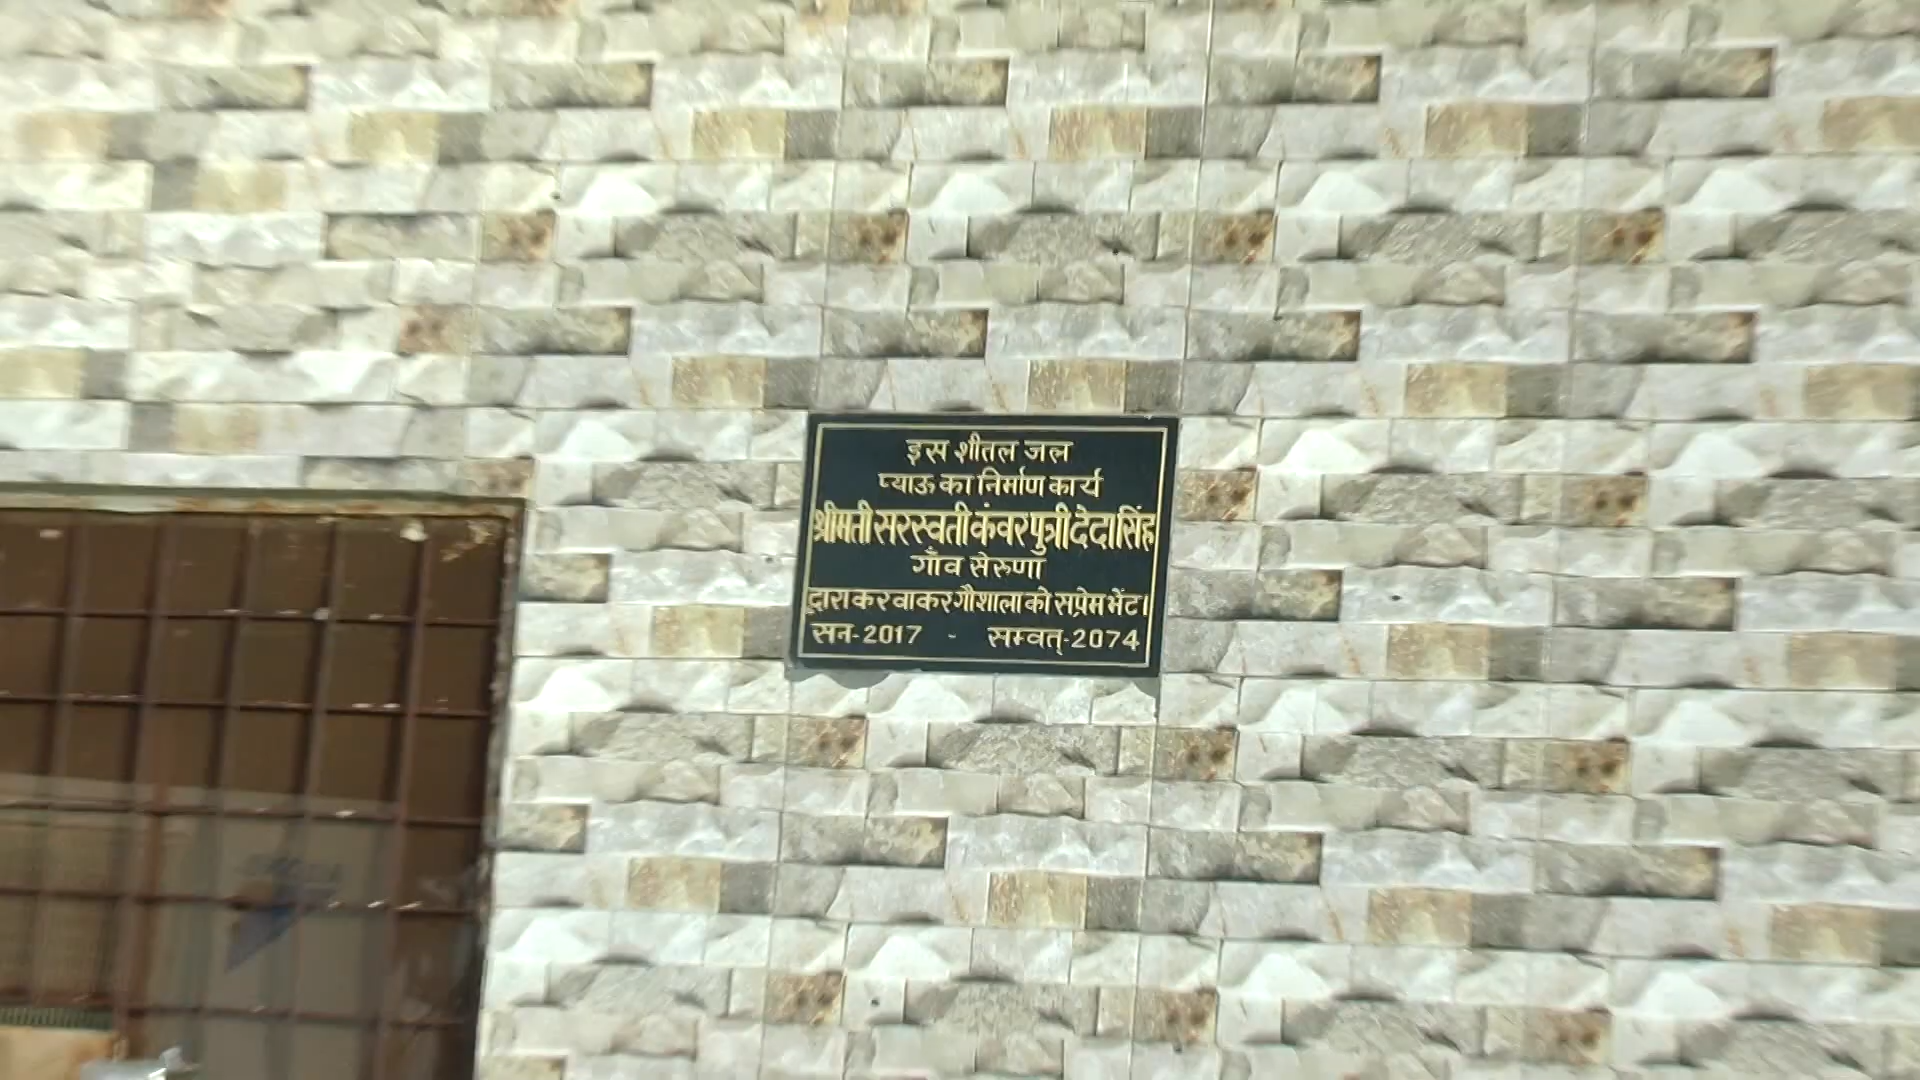 इस शीतल जल
प्याऊ का निर्माण कार्य
श्रीमती सरस्वती कंवर पुत्री देदासिंह
गाँव सेरुणा
द्वारा करवाकर गौशाला को सप्रेम भेंट।
सन-2017 - सम्वत्-2074